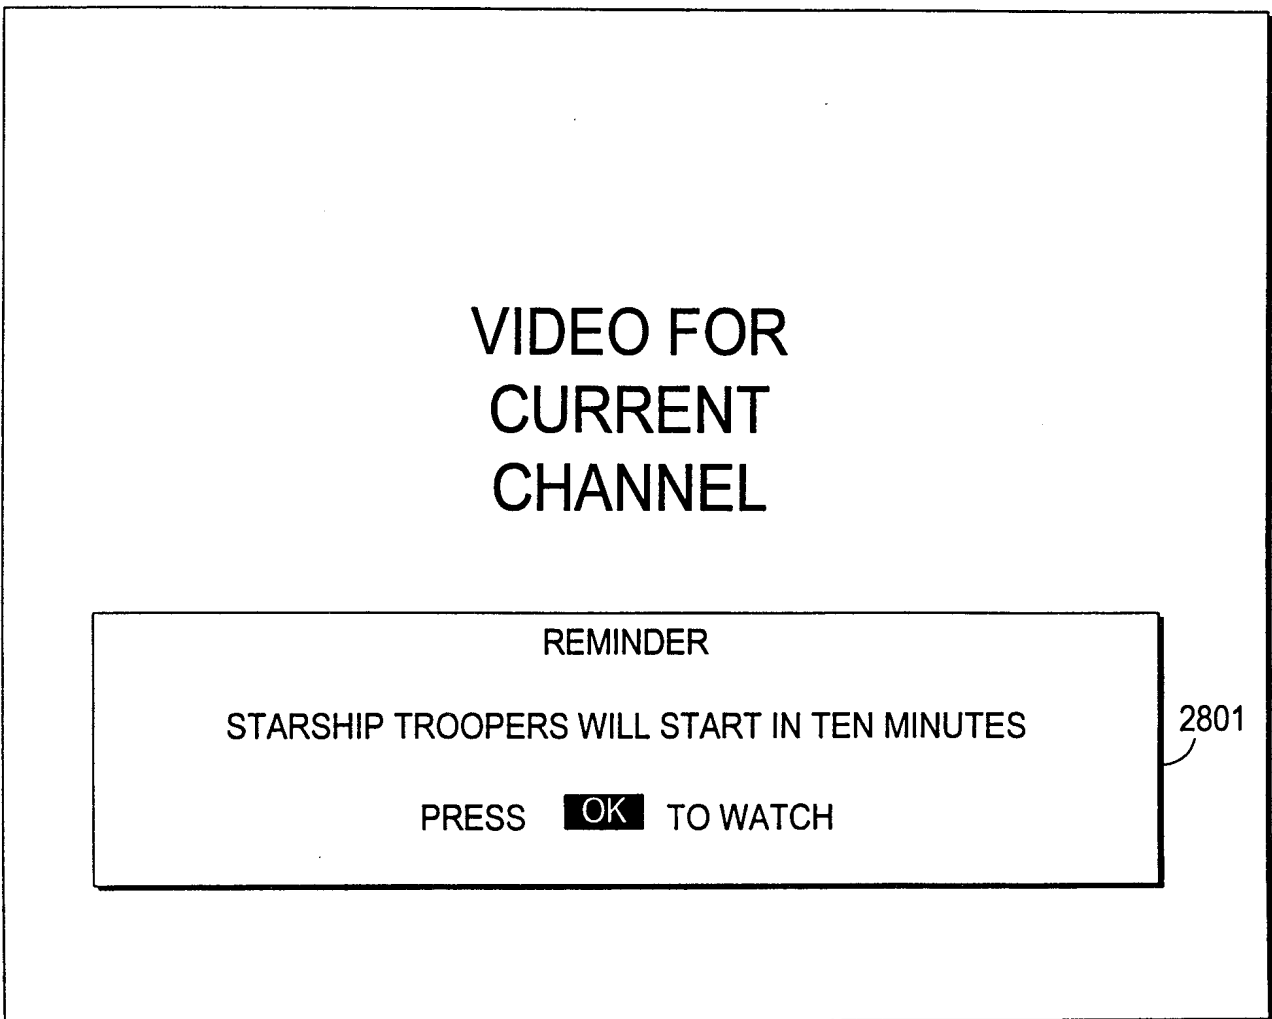 VIDEO FOR
CURRENT
CHANNEL
REMINDER
STARSHIP TROOPERS WILL START IN TEN MINUTES
2801
PRESS OK TO WATCH